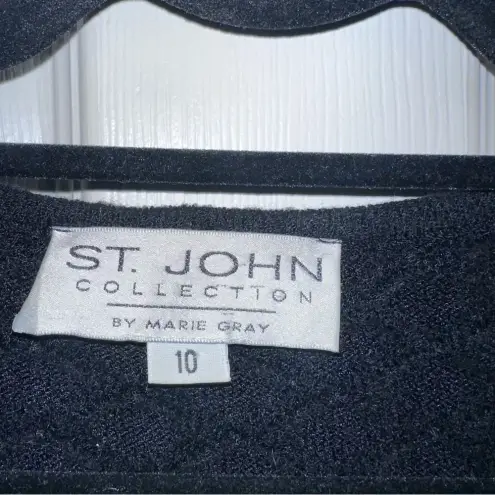 ST. JOHN
COLLECTION
BY MARIE GRAY
10